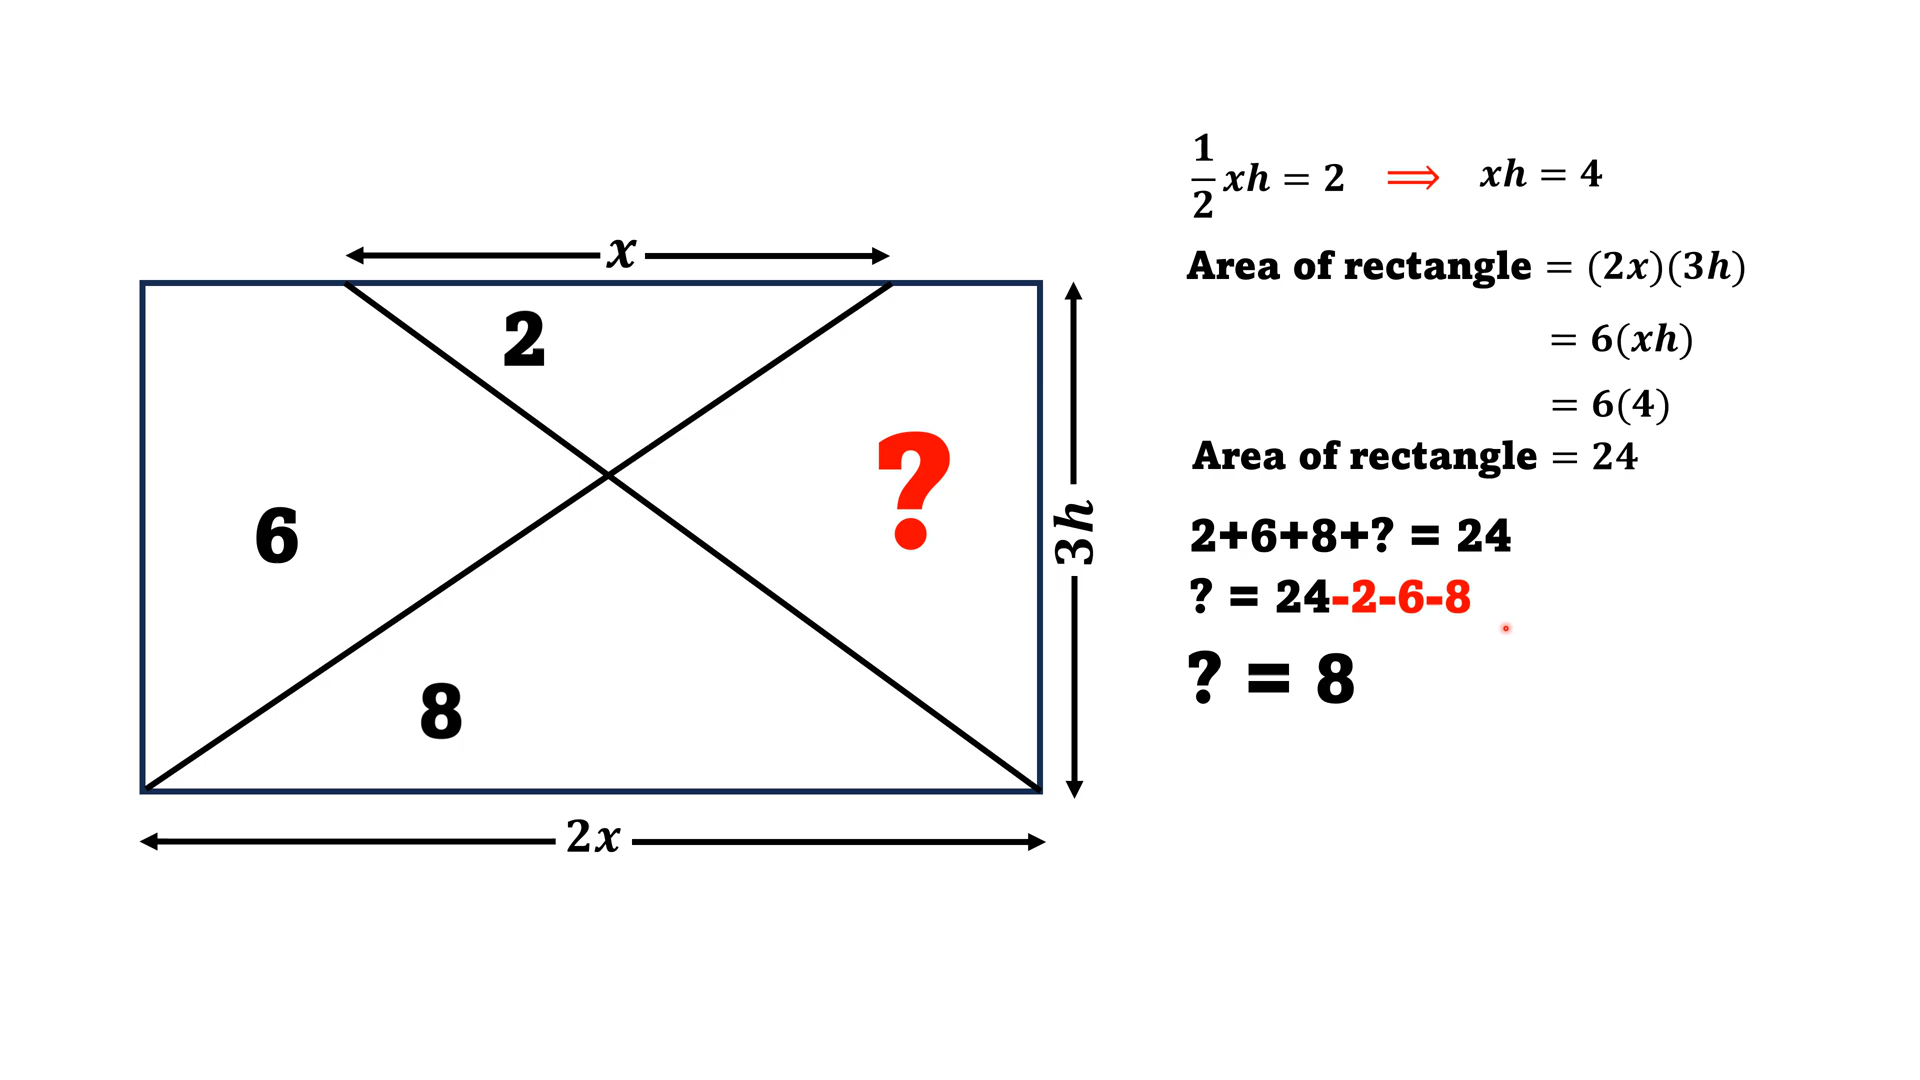 x
2
?
6
3h
8
2x
1/2 xh = 2 ⟹ xh = 4
Area of rectangle = (2x)(3h)
= 6(xh)
= 6(4)
Area of rectangle = 24
2+6+8+? = 24
? = 24-2-6-8
? = 8